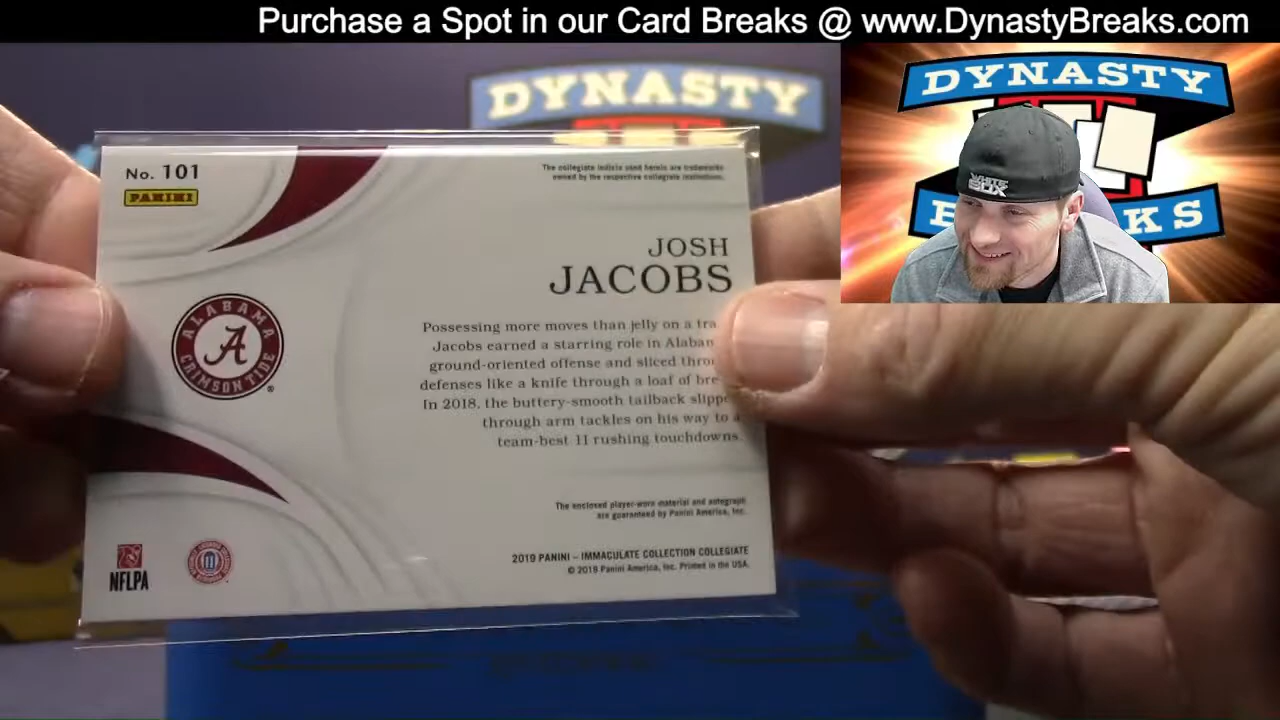 Purchase a Spot in our Card Breaks @ www.DynastyBreaks.com
DYNASTY
DYNASTY
WHITE
SOX
No. 101
PANINI
The collegiate indicia used herein are trademarks
owned by the respective collegiate institutions.
JOSH
JACOBS
ALABAMA
A
CRIMSON TIDE
Possessing more moves than jelly on a
Jacobs earned a starring role in
ground-oriented offense and sliced
defenses like a knife through a loaf of
In 2018, the buttery-smooth tailback
through arm tackles on his way to a
team-best 11 rushing touchdowns.
The enclosed player-worn material and autograph
are guaranteed by Panini America, Inc.
NFLPA
2019 PANINI – IMMACULATE COLLECTION COLLEGIATE
© 2019 Panini America, Inc. Printed in the USA.